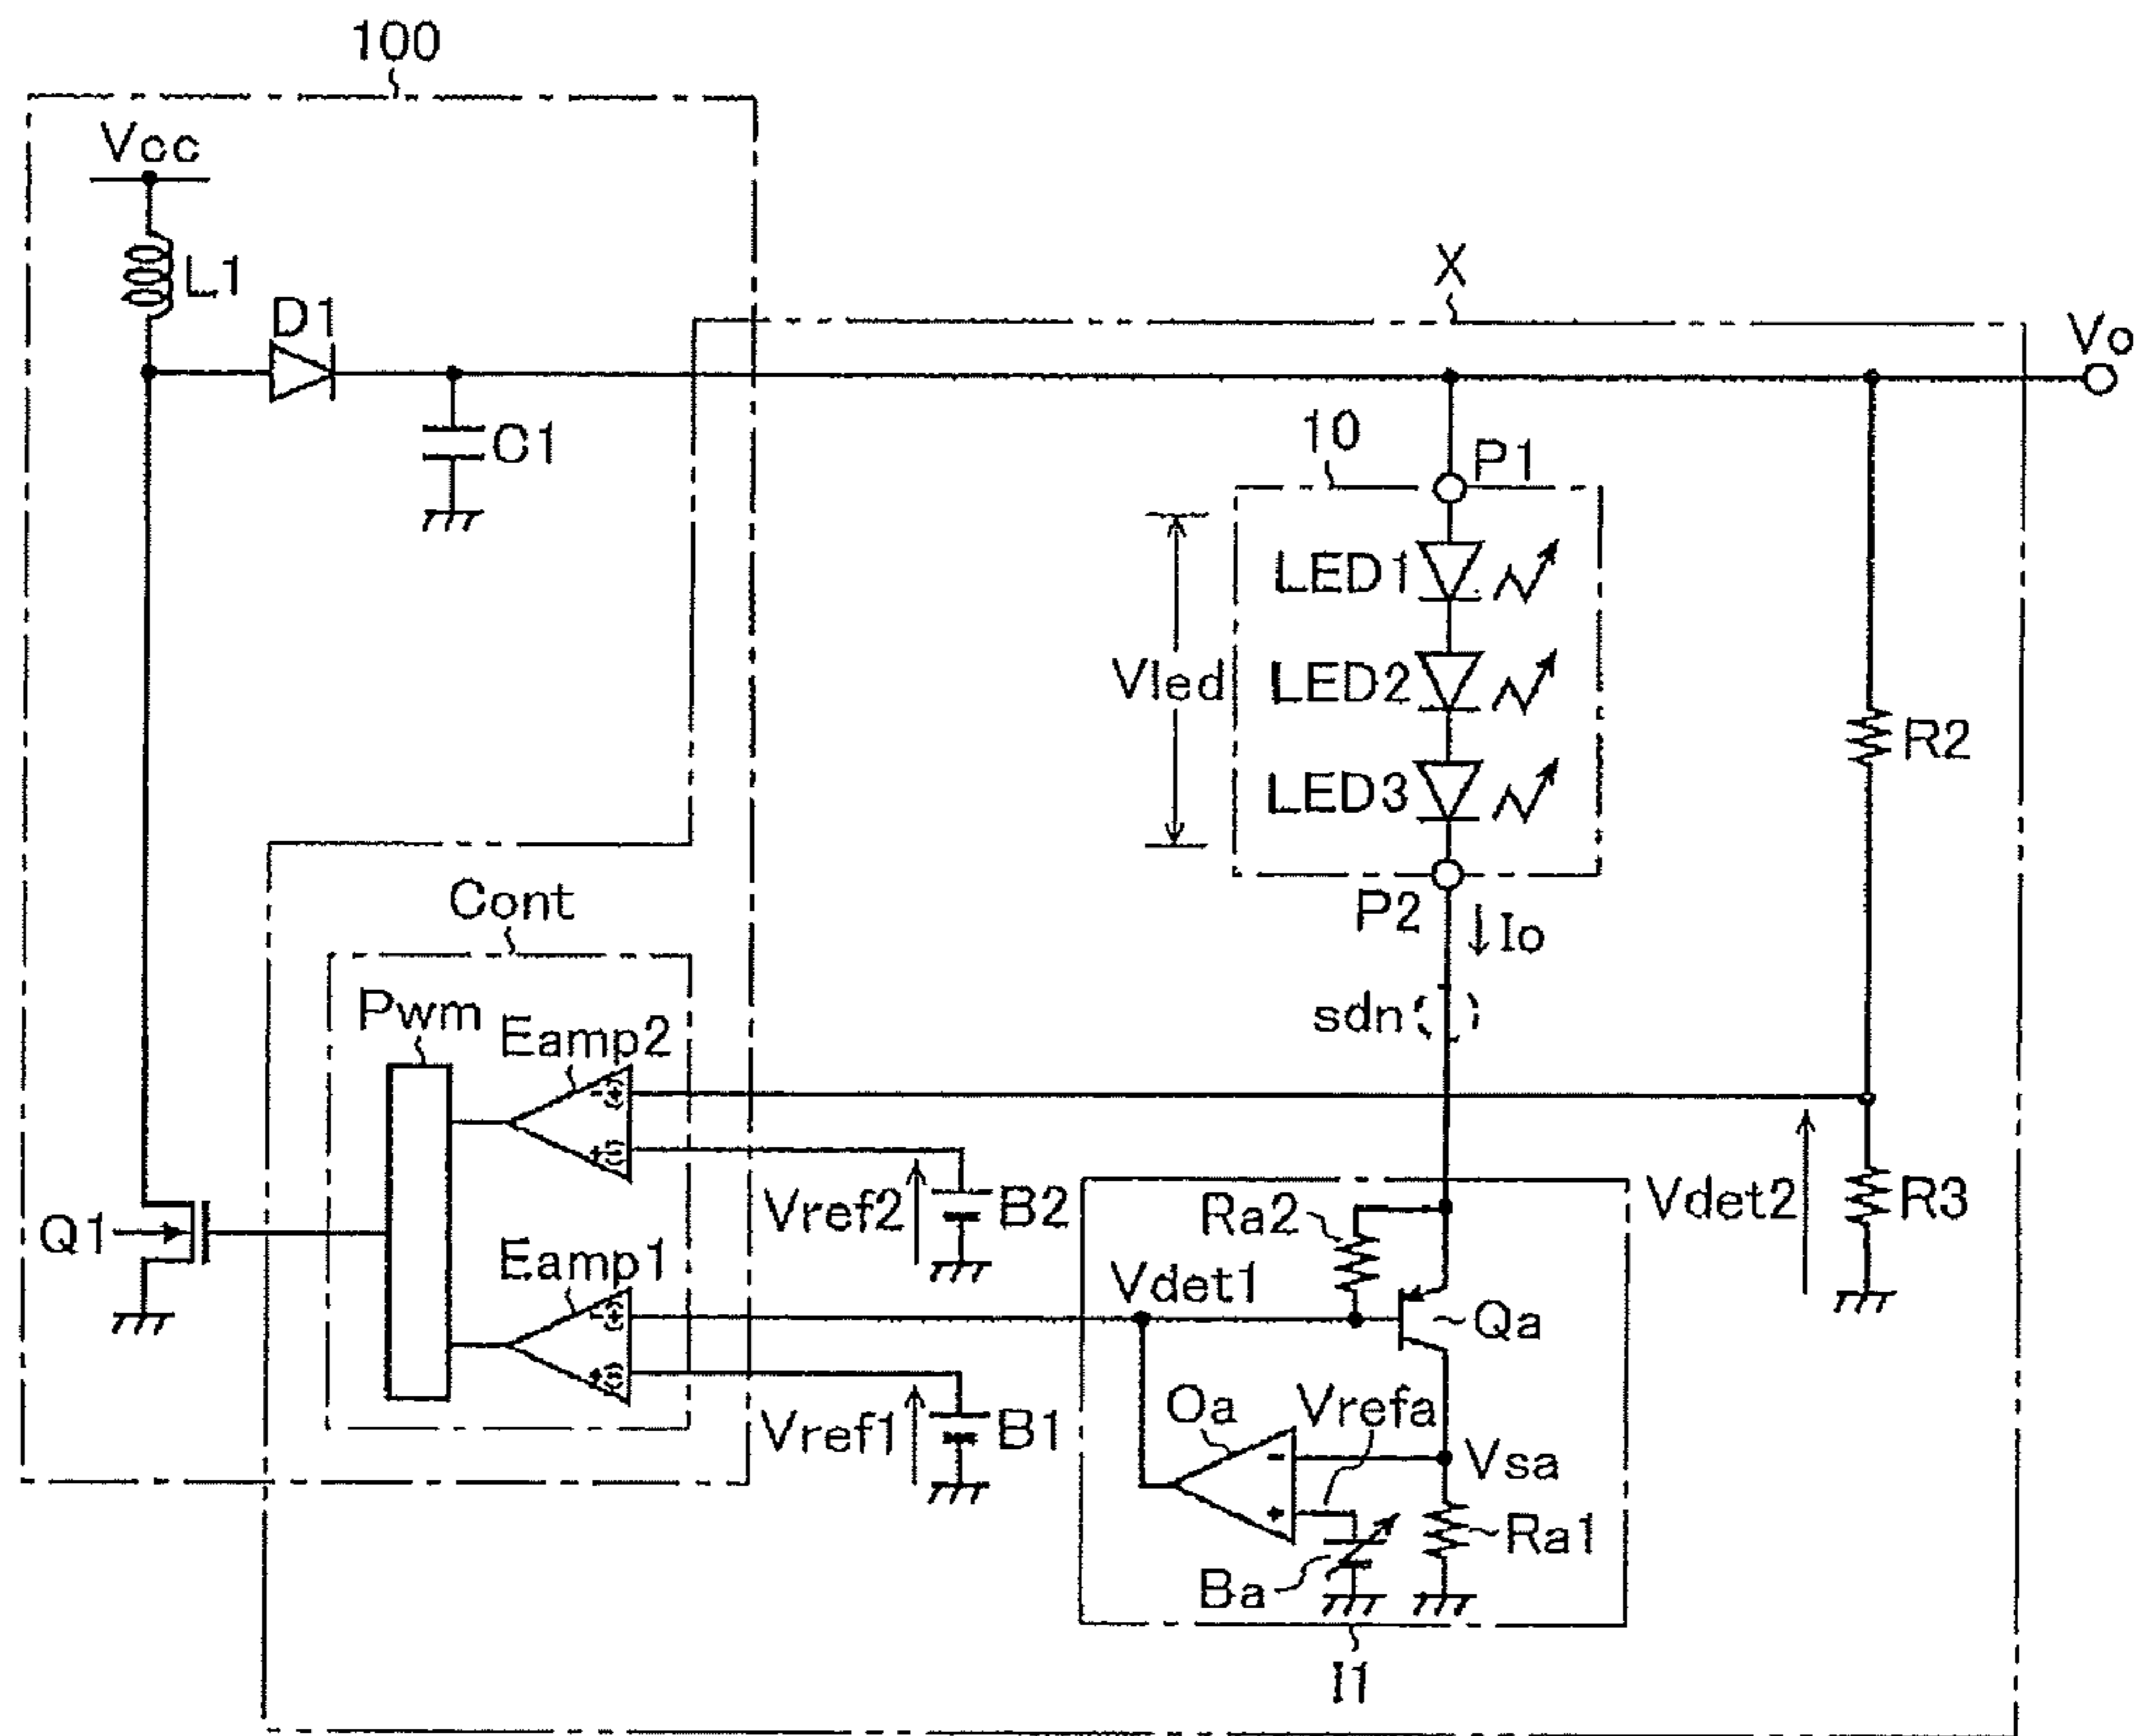 100
Vcc
L1
D1
C1
X
Vo
10
P1
LED1
Vled
LED2
LED3
R2
P2
Io
sdn
Cont
Pwm
Eamp2
- (+)
+ (-)
Vref2
B2
Q1
Eamp1
- (+)
+ (-)
Vref1
B1
Ra2
Vdet1
Qa
Vdet2
R3
Oa
Vrefa
-
+
Vsa
Ra1
Ba
I1